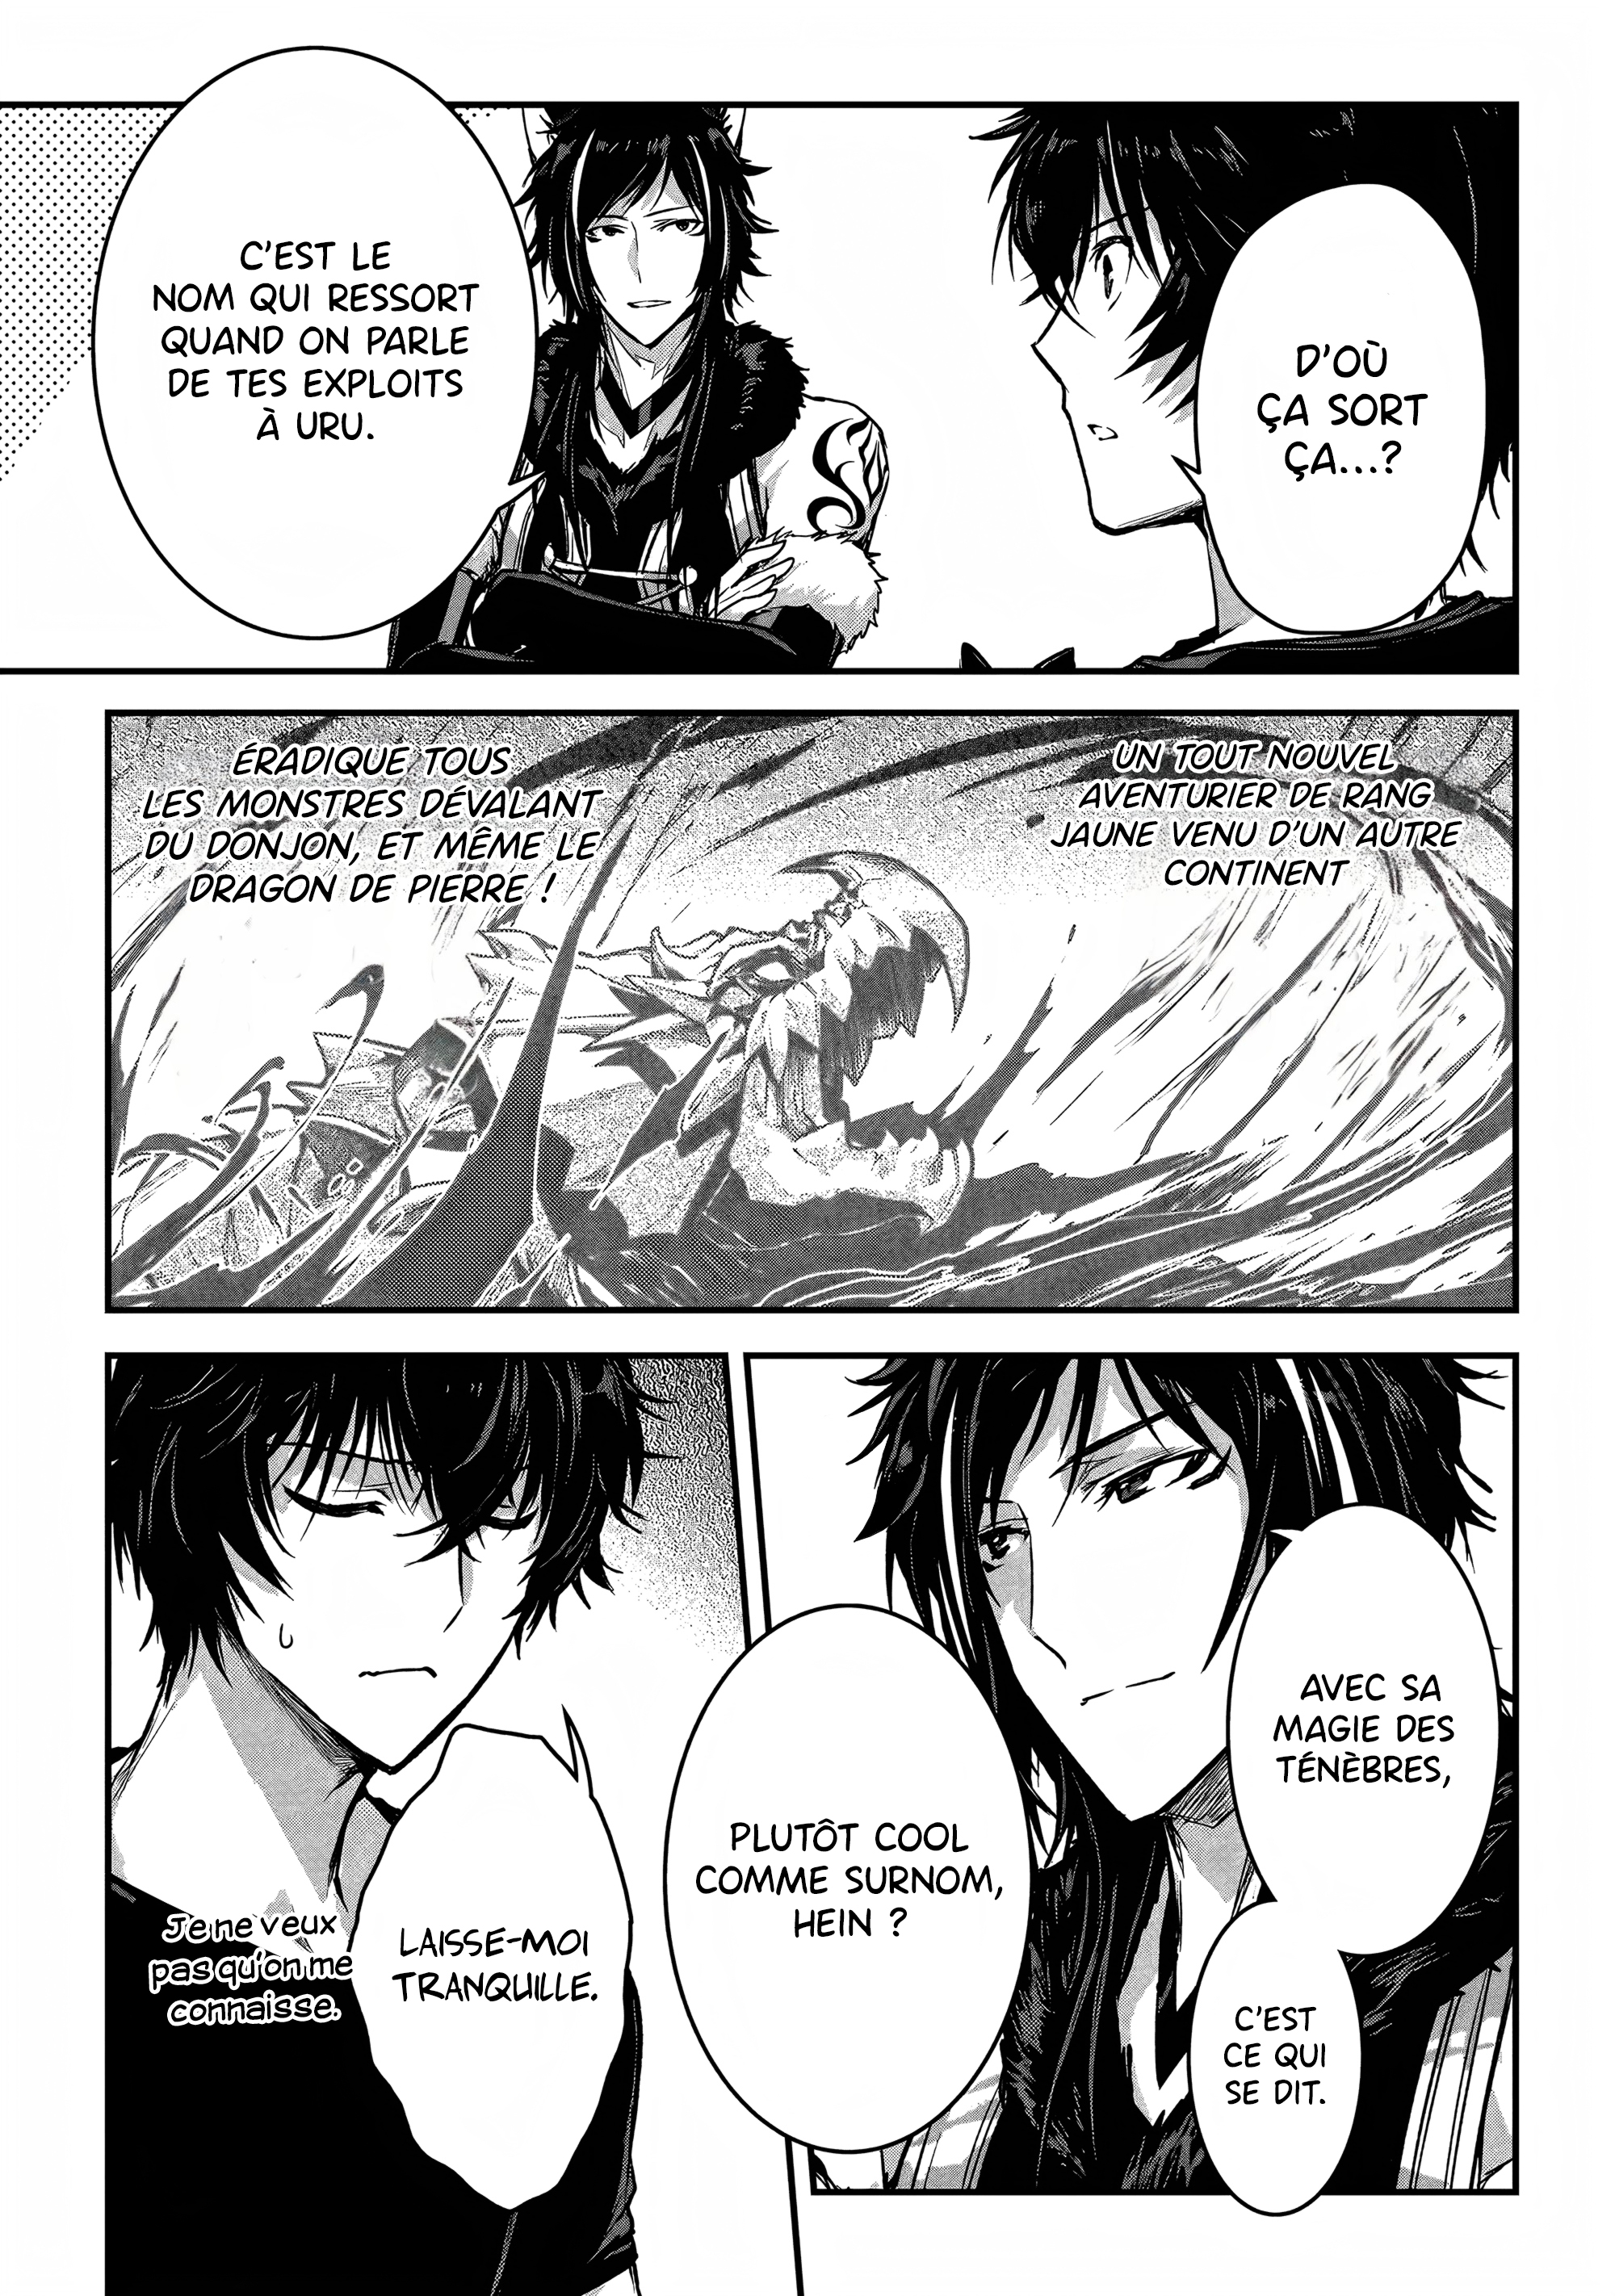 D'OÙ
ÇA SORT
ÇA...?
C'EST LE
NOM QUI RESSORT
QUAND ON PARLE
DE TES EXPLOITS
À URU.
UN TOUT NOUVEL
AVENTURIER DE RANG
JAUNE VENU D'UN AUTRE
CONTINENT
ÉRADIQUE TOUS
LES MONSTRES DÉVALANT
DU DONJON, ET MÊME LE
DRAGON DE PIERRE !
AVEC SA
MAGIE DES
TÉNÈBRES,
C'EST
CE QUI
SE DIT.
PLUTÔT COOL
COMME SURNOM,
HEIN ?
LAISSE-MOI
TRANQUILLE.
Je ne veux
pas qu'on me
connaisse.